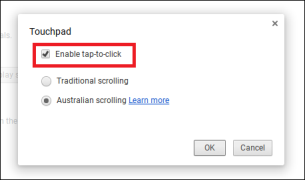 Touchpad
Enable tap-to-click
Traditional scrolling
Australian scrolling Learn more
OK Cancel